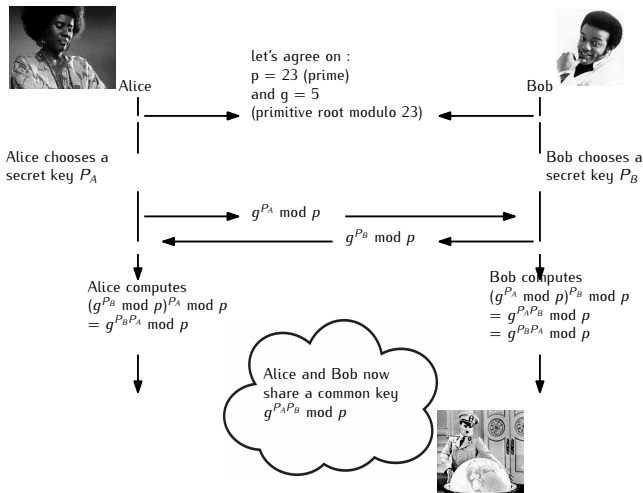 let's agree on :
p = 23 (prime)
and g = 5
(primitive root modulo 23)
Alice
Bob
Alice chooses a
secret key P_A
Bob chooses a
secret key P_B
g^{P_A} mod p
g^{P_B} mod p
Alice computes
(g^{P_B} mod p)^{P_A} mod p
= g^{P_B P_A} mod p
Bob computes
(g^{P_A} mod p)^{P_B} mod p
= g^{P_A P_B} mod p
= g^{P_B P_A} mod p
Alice and Bob now
share a common key
g^{P_A P_B} mod p